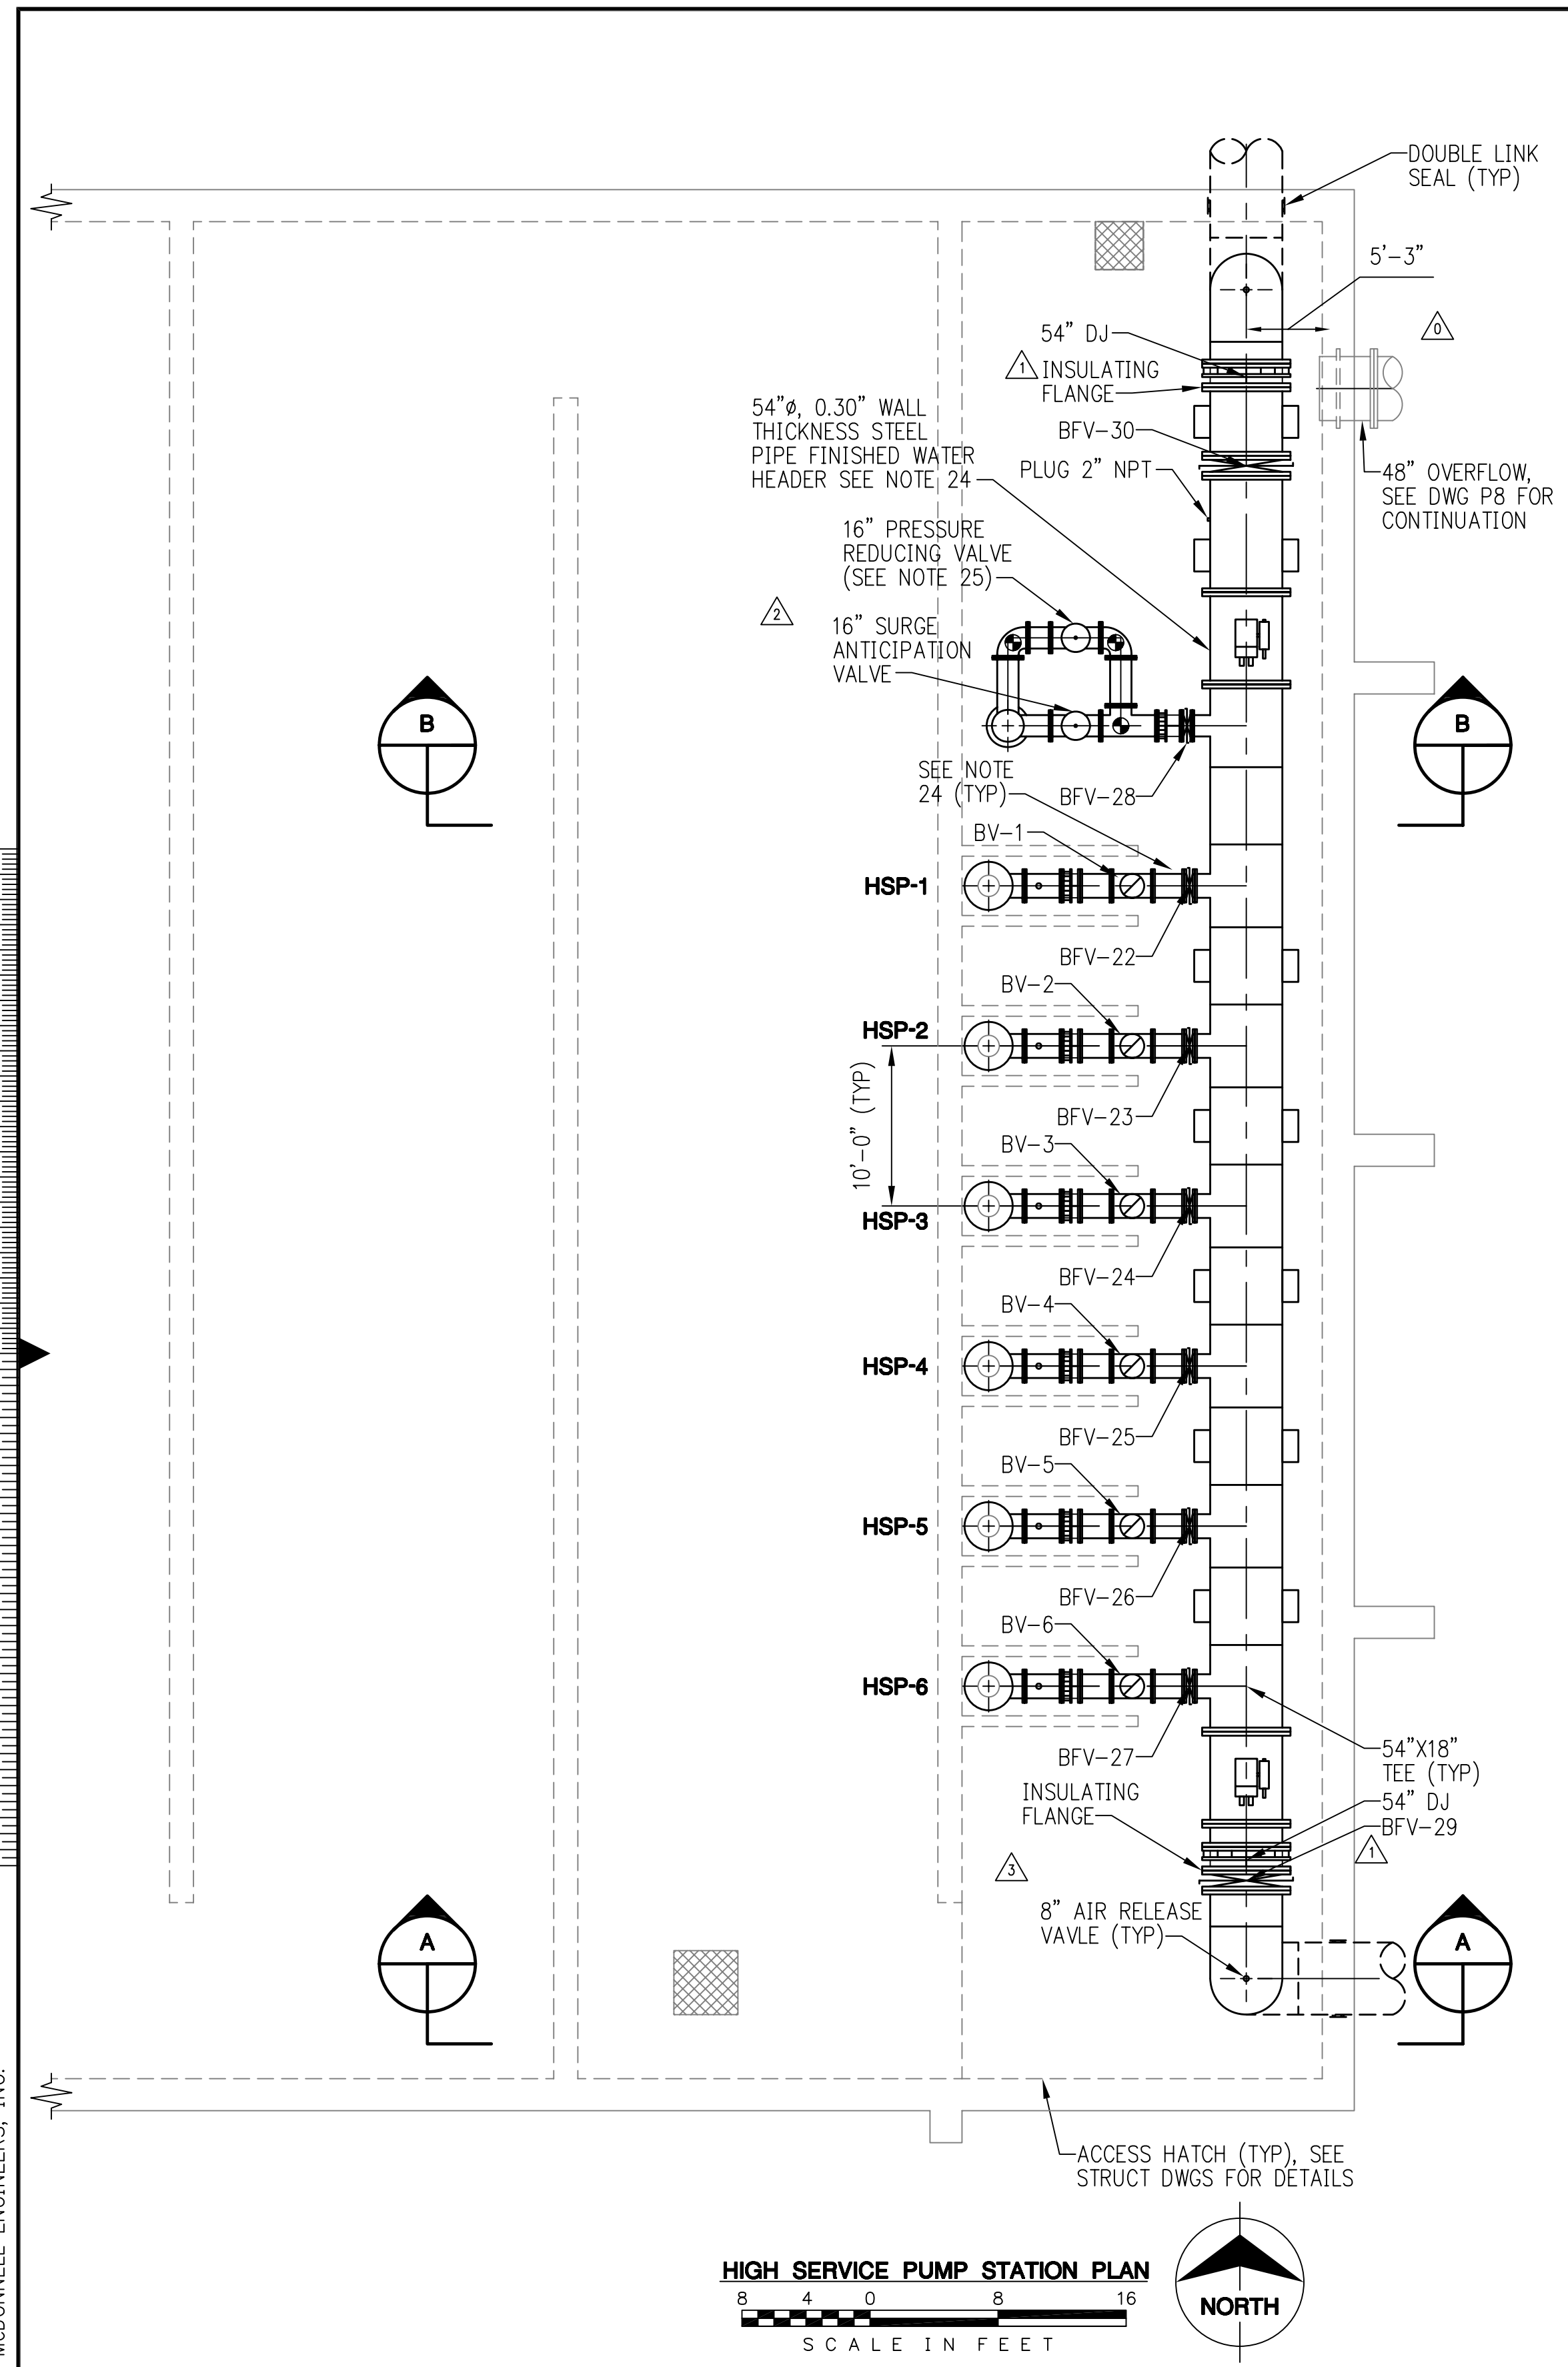 DOUBLE LINK
SEAL (TYP)
5'-3"
0
54" DJ
1
INSULATING
FLANGE
54"ø, 0.30" WALL
THICKNESS STEEL
PIPE FINISHED WATER
HEADER SEE NOTE 24
BFV-30
PLUG 2" NPT
48" OVERFLOW,
SEE DWG P8 FOR
CONTINUATION
16" PRESSURE
REDUCING VALVE
(SEE NOTE 25)
2
16" SURGE
ANTICIPATION
VALVE
B
B
SEE NOTE
24 (TYP)
BFV-28
BV-1
HSP-1
BFV-22
BV-2
HSP-2
10'-0" (TYP)
BFV-23
BV-3
HSP-3
BFV-24
BV-4
HSP-4
BFV-25
BV-5
HSP-5
BFV-26
BV-6
HSP-6
BFV-27
54"X18"
TEE (TYP)
INSULATING
FLANGE
54" DJ
BFV-29
1
3
8" AIR RELEASE
VAVLE (TYP)
A
A
ACCESS HATCH (TYP), SEE
STRUCT DWGS FOR DETAILS
HIGH SERVICE PUMP STATION PLAN
8 4 0 8 16
SCALE IN FEET
NORTH
McDONNELL ENGINEERS, INC.